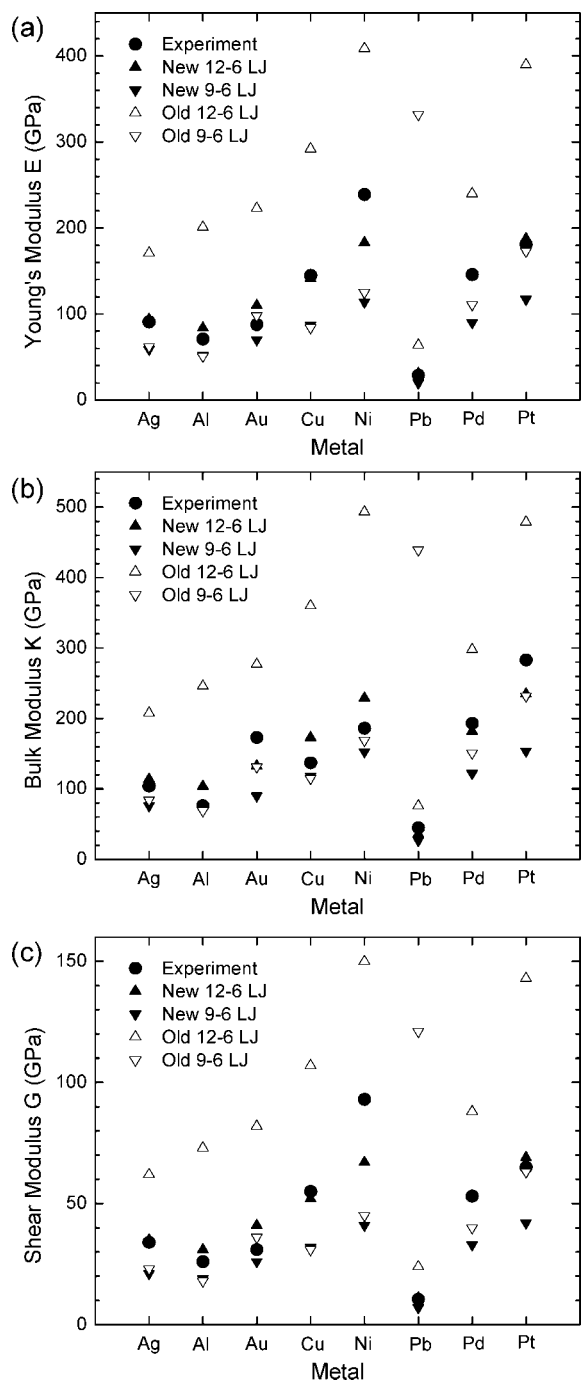 (a)
Experiment
New 12-6 LJ
New 9-6 LJ
Old 12-6 LJ
Old 9-6 LJ
Young's Modulus E (GPa)
400
300
200
100
0
Ag Al Au Cu Ni Pb Pd Pt
Metal
(b)
Experiment
New 12-6 LJ
New 9-6 LJ
Old 12-6 LJ
Old 9-6 LJ
Bulk Modulus K (GPa)
500
400
300
200
100
0
Ag Al Au Cu Ni Pb Pd Pt
Metal
(c)
Experiment
New 12-6 LJ
New 9-6 LJ
Old 12-6 LJ
Old 9-6 LJ
Shear Modulus G (GPa)
150
100
50
0
Ag Al Au Cu Ni Pb Pd Pt
Metal